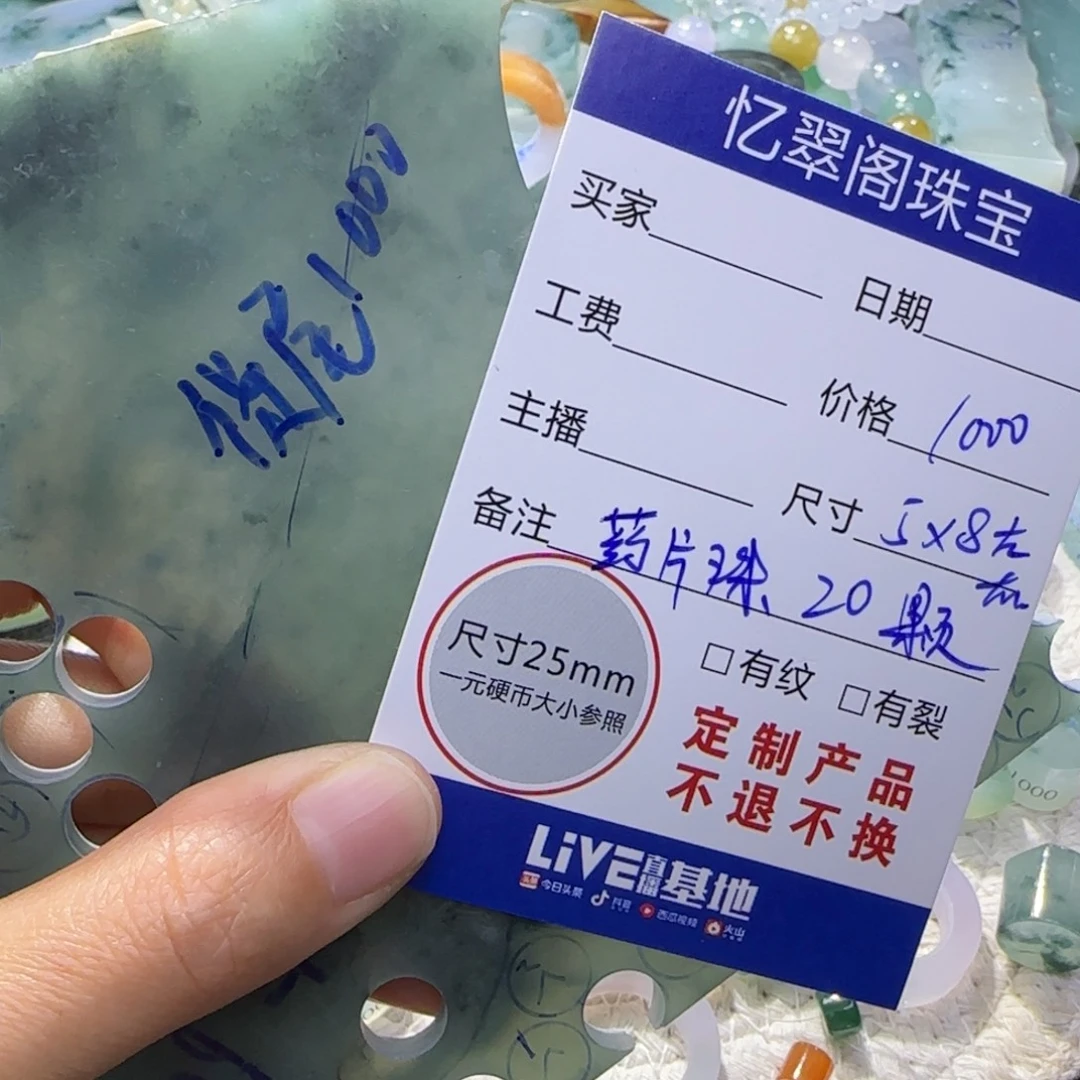 1000
忆翠阁珠宝
买家
日期
工费
价格 1000
主播
尺寸 5x8左右
备注 药片珠、20颗
尺寸25mm
一元硬币大小参照
□有纹 □有裂
定制产品
不退不换
LiVE直播基地
头条 今日头条 抖音 西瓜视频 火山
1000